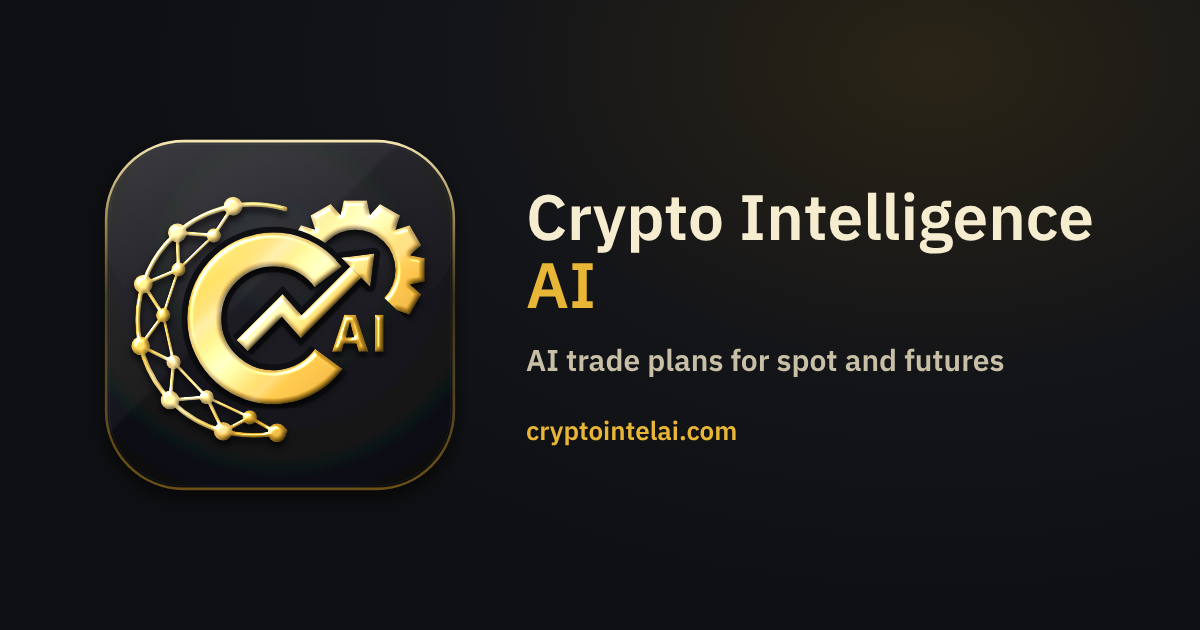 AI
Crypto Intelligence
AI
AI trade plans for spot and futures
cryptointelai.com